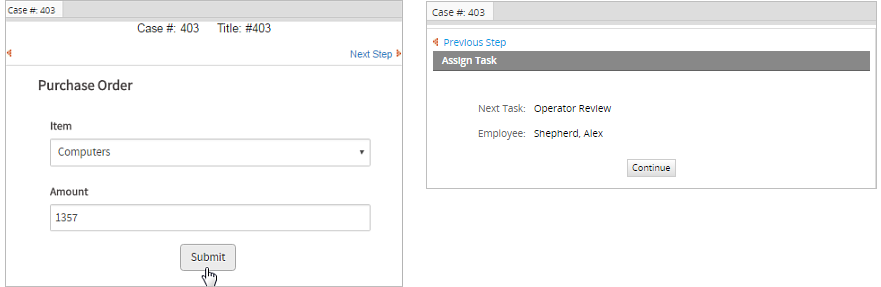 Case #: 403
Case #: 403 Title: #403
Next Step
Purchase Order
Item
Computers
Amount
1357
Submit
Case #: 403
Previous Step
Assign Task
Next Task: Operator Review
Employee: Shepherd, Alex
Continue